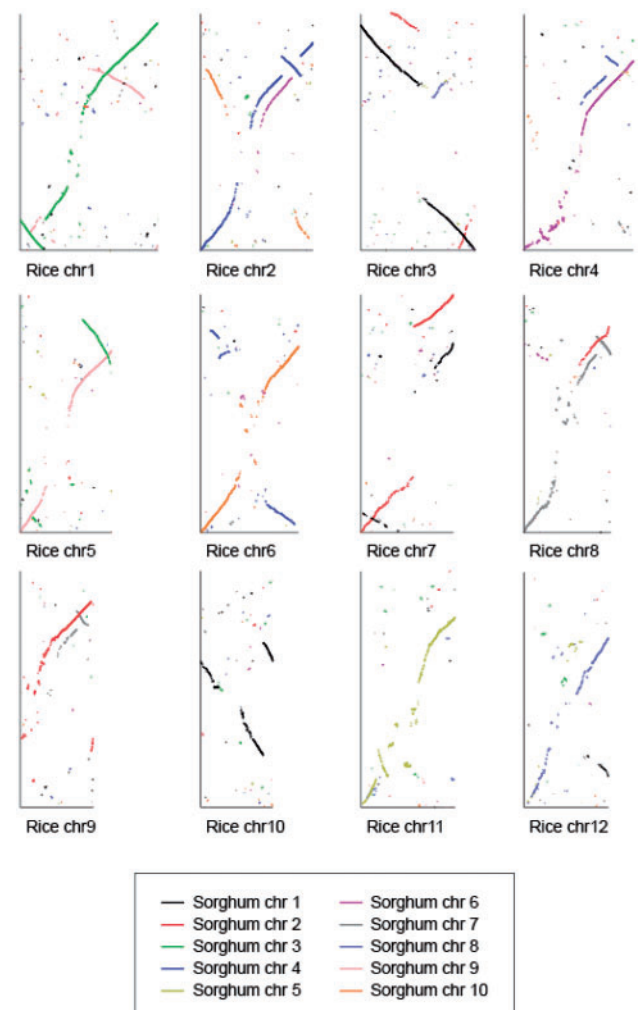 Rice chr1 Rice chr2 Rice chr3 Rice chr4
Rice chr5 Rice chr6 Rice chr7 Rice chr8
Rice chr9 Rice chr10 Rice chr11 Rice chr12
Sorghum chr 1 Sorghum chr 6
Sorghum chr 2 Sorghum chr 7
Sorghum chr 3 Sorghum chr 8
Sorghum chr 4 Sorghum chr 9
Sorghum chr 5 Sorghum chr 10